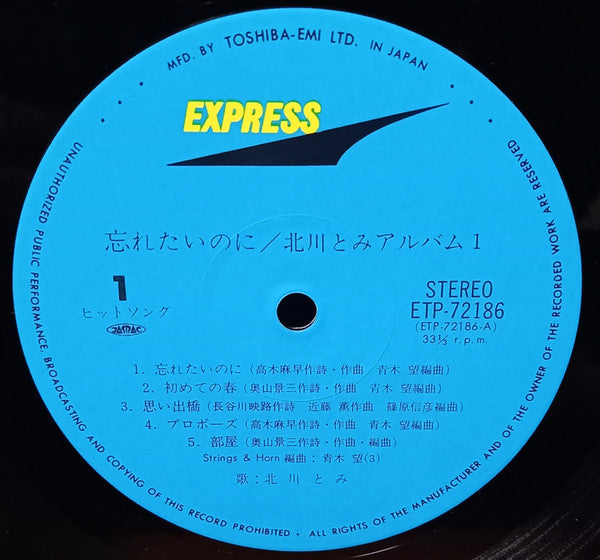 MFD. BY TOSHIBA-EMI LTD. IN JAPAN
EXPRESS
忘れたいのに／北川とみアルバム1
1
ヒットソング
JASRAC
STEREO
ETP-72186
(ETP-72186-A)
33⅓ r.p.m.
1. 忘れたいのに (高木麻早作詩・作曲 青木 望編曲)
2. 初めての春 (奥山景三作詩・作曲 青木 望編曲)
3. 思い出橋 (長谷川映路作詩 近藤 薫作曲 篠原信彦編曲)
4. プロポーズ (高木麻早作詩・作曲 青木 望編曲)
5. 部屋 (奥山景三作詩・作曲・編曲)
Strings & Horn 編曲：青木 望(3)
歌：北川とみ
UNAUTHORIZED PUBLIC PERFORMANCE, BROADCASTING AND COPYING OF THIS RECORD PROHIBITED • ALL RIGHTS OF THE MANUFACTURER AND OF THE OWNER OF THE RECORDED WORK ARE RESERVED